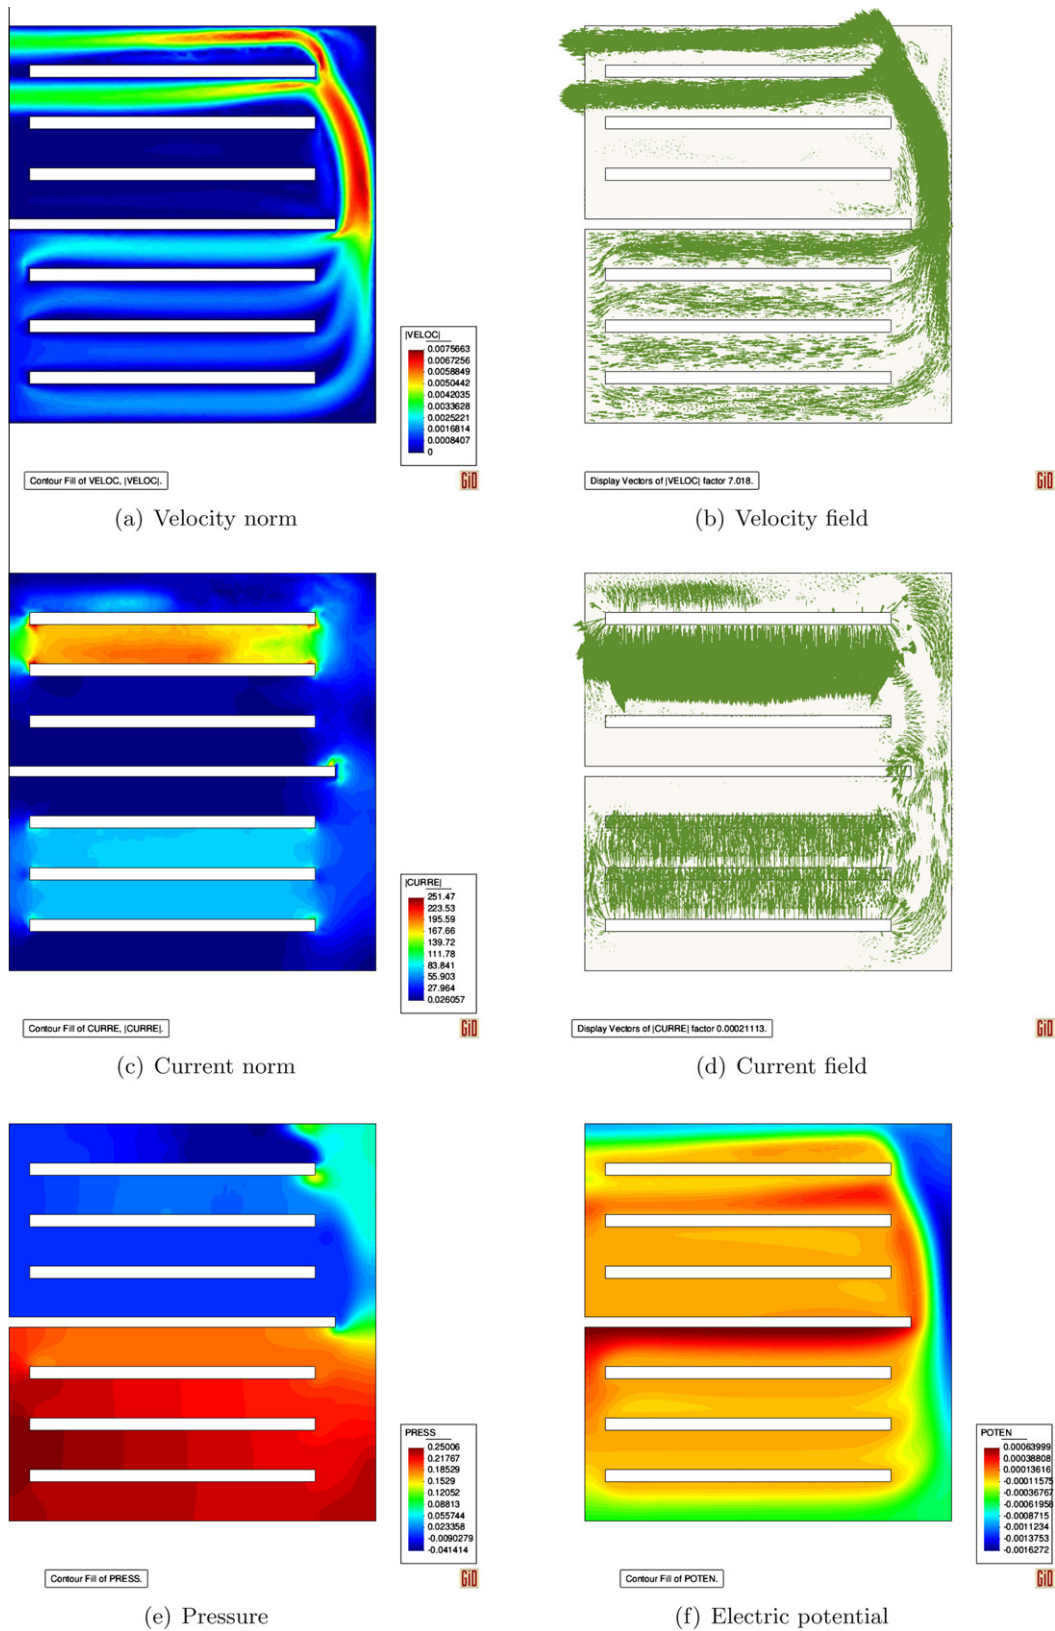 |VELOC|
0.0075663
0.0067256
0.0058849
0.0050442
0.0042035
0.0033628
0.0025221
0.0016814
0.0008407
0
Contour Fill of VELOC, |VELOC|.
GiD
Display Vectors of |VELOC| factor 7.018.
GiD
(a) Velocity norm
(b) Velocity field
|CURRE|
251.47
223.53
195.59
167.66
139.72
111.78
83.841
55.903
27.964
0.026057
Contour Fill of CURRE, |CURRE|.
GiD
Display Vectors of |CURRE| factor 0.00021113.
GiD
(c) Current norm
(d) Current field
PRESS
0.25006
0.21767
0.18529
0.1529
0.12052
0.08813
0.055744
0.023358
-0.0090279
-0.041414
Contour Fill of PRESS.
GiD
POTEN
0.00063999
0.00038808
0.00013616
-0.00011575
-0.00036767
-0.00061958
-0.0008715
-0.0011234
-0.0013753
-0.0016272
Contour Fill of POTEN.
GiD
(e) Pressure
(f) Electric potential